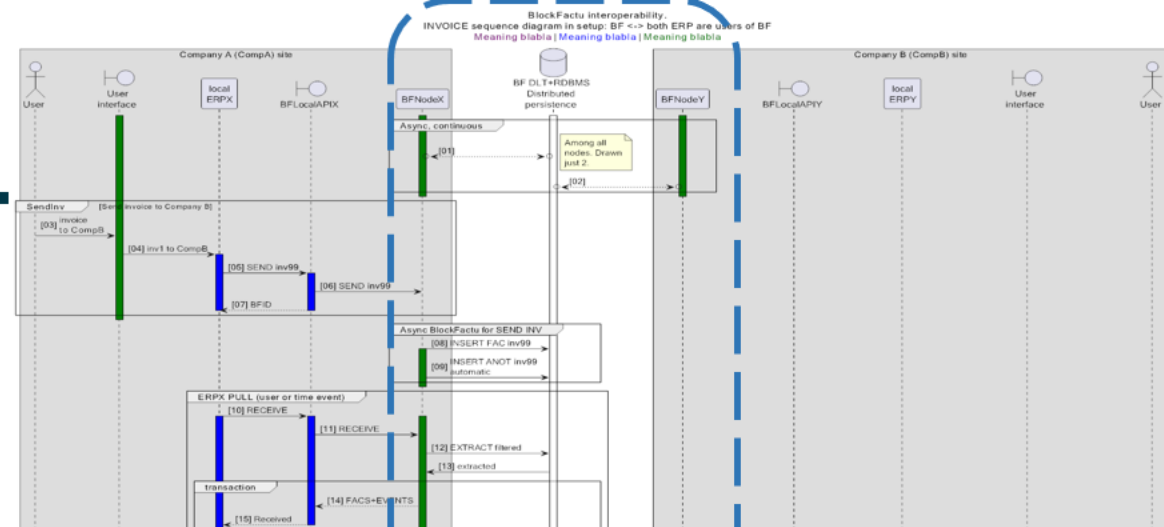 BlockFactu interoperability.
INVOICE sequence diagram in setup: BF <-> both ERP are users of BF
Meaning blabla | Meaning blabla | Meaning blabla
Company A (CompA) site
Company B (CompB) site
User
User
interface
local
ERPX
BFLocalAPIX
BFNodeX
BF DLT+RDBMS
Distributed
persistence
BFNodeY
BFLocalAPIY
local
ERPY
User
interface
User
Async, continuous
[01]
Among all
nodes. Drawn
just 2.
[02]
SendInv
[Send invoice to Company B]
[03] invoice
to CompB
[04] inv1 to CompB
[05] SEND inv99
[06] SEND inv99
[07] BFID
Async BlockFactu for SEND INV
[08] INSERT FAC inv99
[09] INSERT ANOT inv99
automatic
ERPX PULL (user or time event)
[10] RECEIVE
[11] RECEIVE
[12] EXTRACT filtered
[13] extracted
transaction
[14] FACS+EVENTS
[15] Received